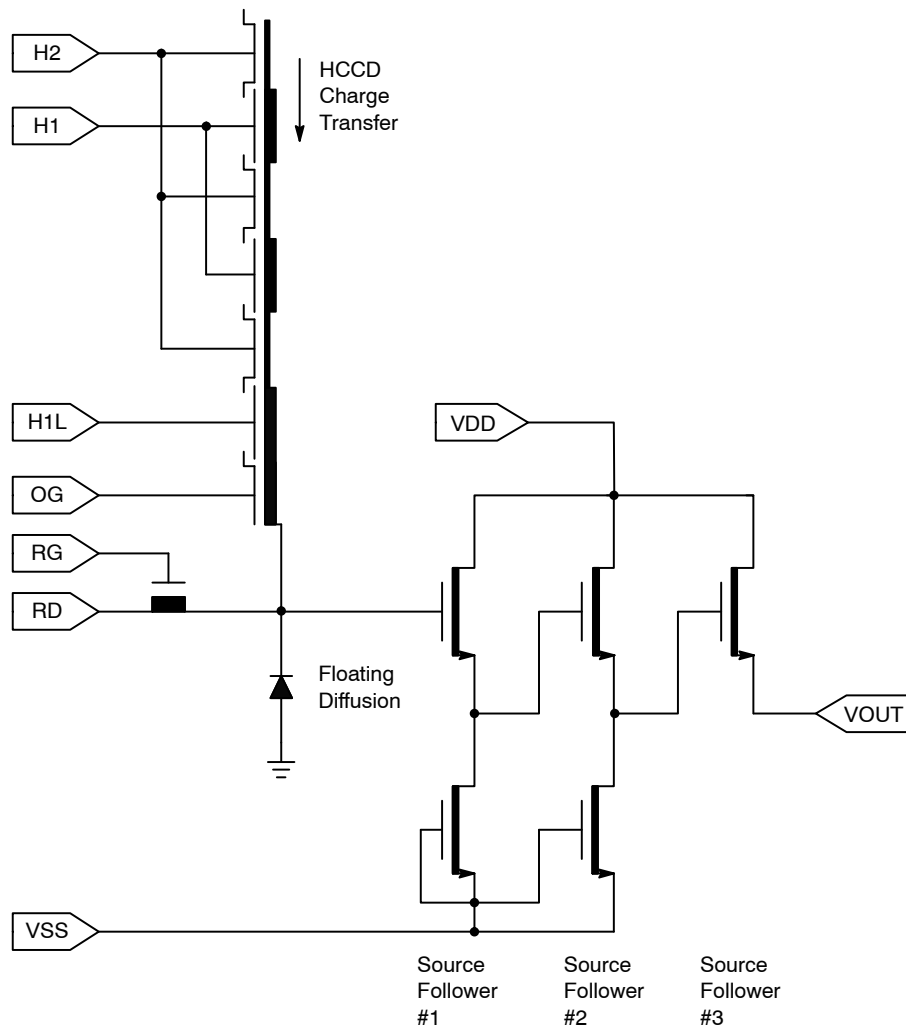 H2
HCCD
Charge
Transfer
H1
H1L
VDD
OG
RG
RD
Floating
Diffusion
VOUT
VSS
Source
Follower
#1
Source
Follower
#2
Source
Follower
#3